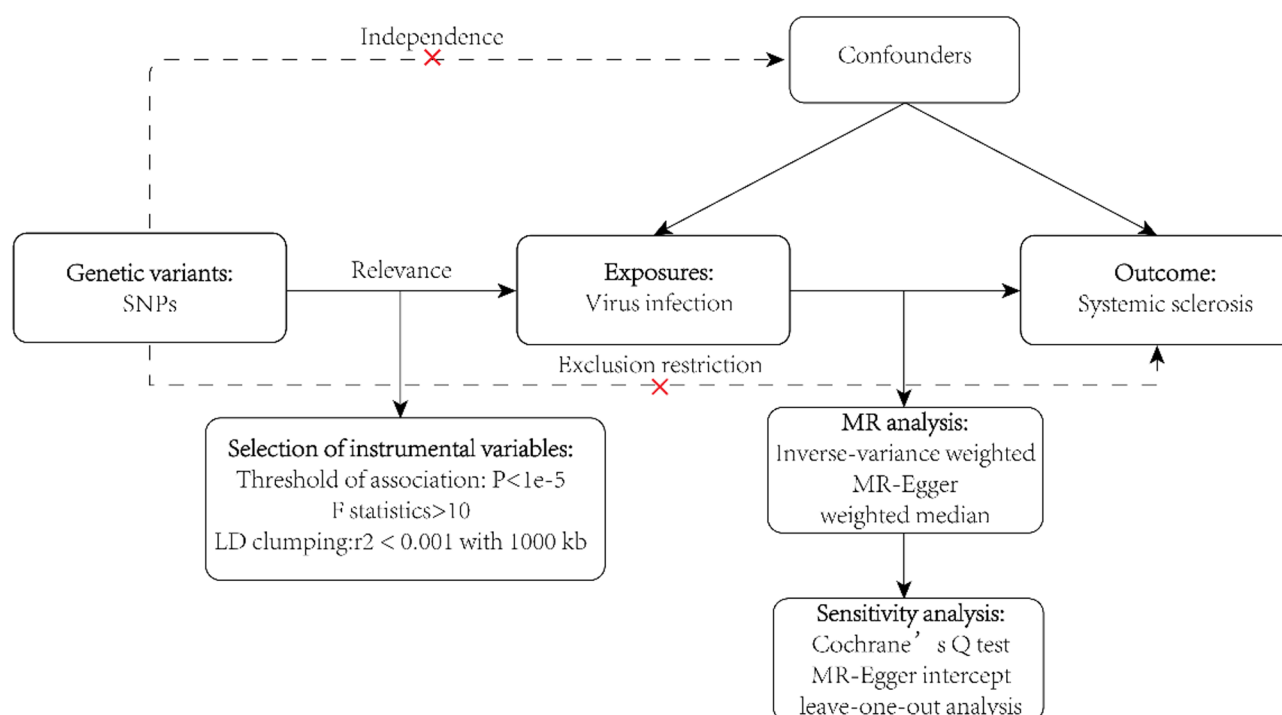 Independence
Confounders
Genetic variants:
SNPs
Relevance
Exposures:
Virus infection
Outcome:
Systemic sclerosis
Exclusion restriction
Selection of instrumental variables:
Threshold of association: P<1e-5
F statistics>10
LD clumping:r2 < 0.001 with 1000 kb
MR analysis:
Inverse-variance weighted
MR-Egger
weighted median
Sensitivity analysis:
Cochrane’s Q test
MR-Egger intercept
leave-one-out analysis